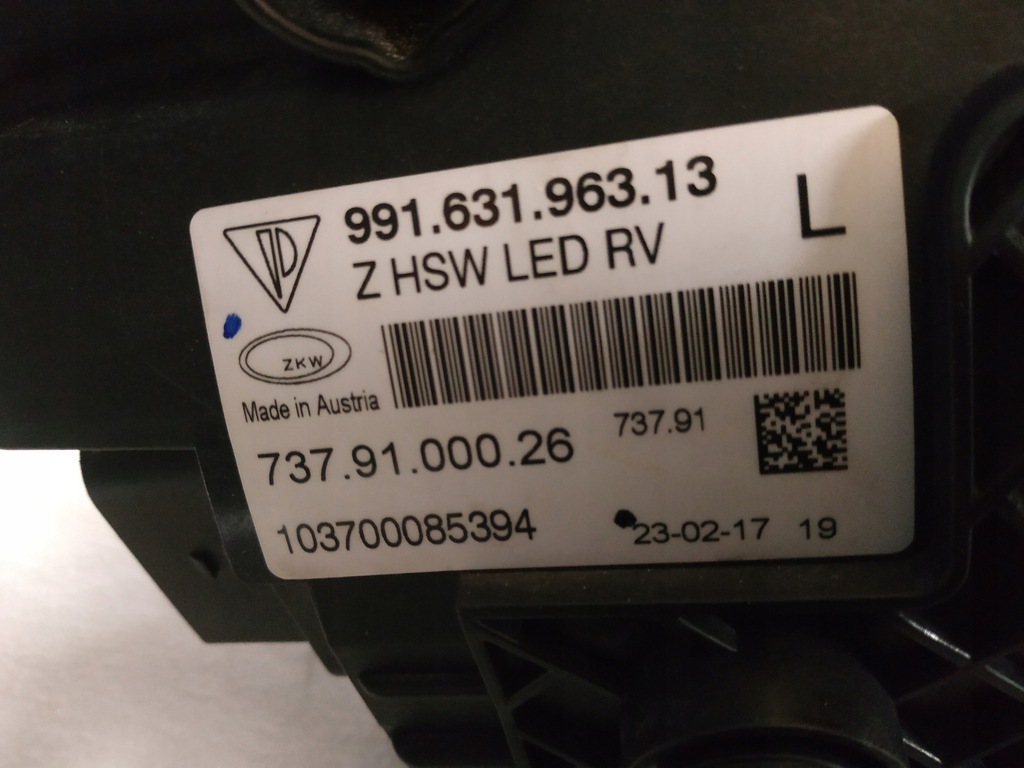 991.631.963.13
L
Z HSW LED RV
ZKW
Made in Austria
737.91
737.91.000.26
103700085394
23-02-17 19